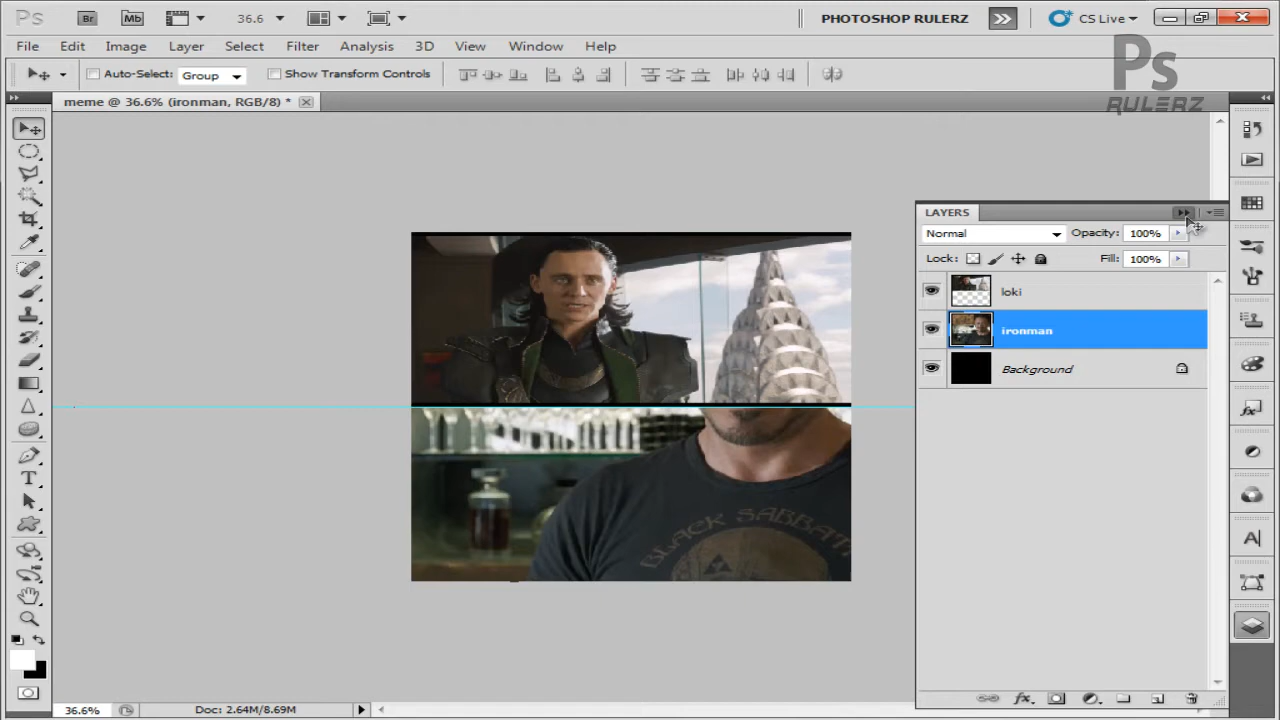 Ps Br Mb 36.6 PHOTOSHOP RULERZ CS Live
File Edit Image Layer Select Filter Analysis 3D View Window Help
Auto-Select: Group Show Transform Controls
Ps
RULERZ
meme @ 36.6% (ironman, RGB/8) *
LAYERS
Normal Opacity: 100%
Lock: Fill: 100%
loki
ironman
Background
BLACK SABBATH
36.6% Doc: 2.64M/8.69M